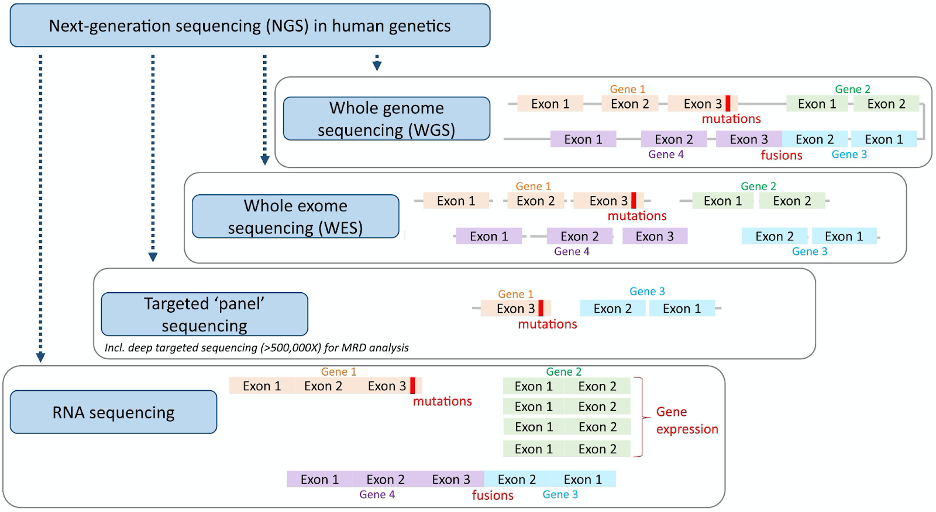 Next-generation sequencing (NGS) in human genetics
Whole genome
sequencing (WGS)
Gene 1
Gene 2
Exon 1 Exon 2 Exon 3 Exon 1 Exon 2
mutations
Exon 1 Exon 2 Exon 3 Exon 2 Exon 1
Gene 4 fusions Gene 3
Whole exome
sequencing (WES)
Gene 1 Gene 2
Exon 1 Exon 2 Exon 3 Exon 1 Exon 2
mutations
Exon 1 Exon 2 Exon 3 Exon 2 Exon 1
Gene 4 Gene 3
Targeted ‘panel’
sequencing
Incl. deep targeted sequencing (>500,000X) for MRD analysis
Gene 1 Gene 3
Exon 3 Exon 2 Exon 1
mutations
RNA sequencing
Gene 1 Gene 2
Exon 1 Exon 2 Exon 3
mutations
Exon 1 Exon 2
Exon 1 Exon 2
Exon 1 Exon 2
Exon 1 Exon 2
Gene
expression
Exon 1 Exon 2 Exon 3 Exon 2 Exon 1
Gene 4 fusions Gene 3